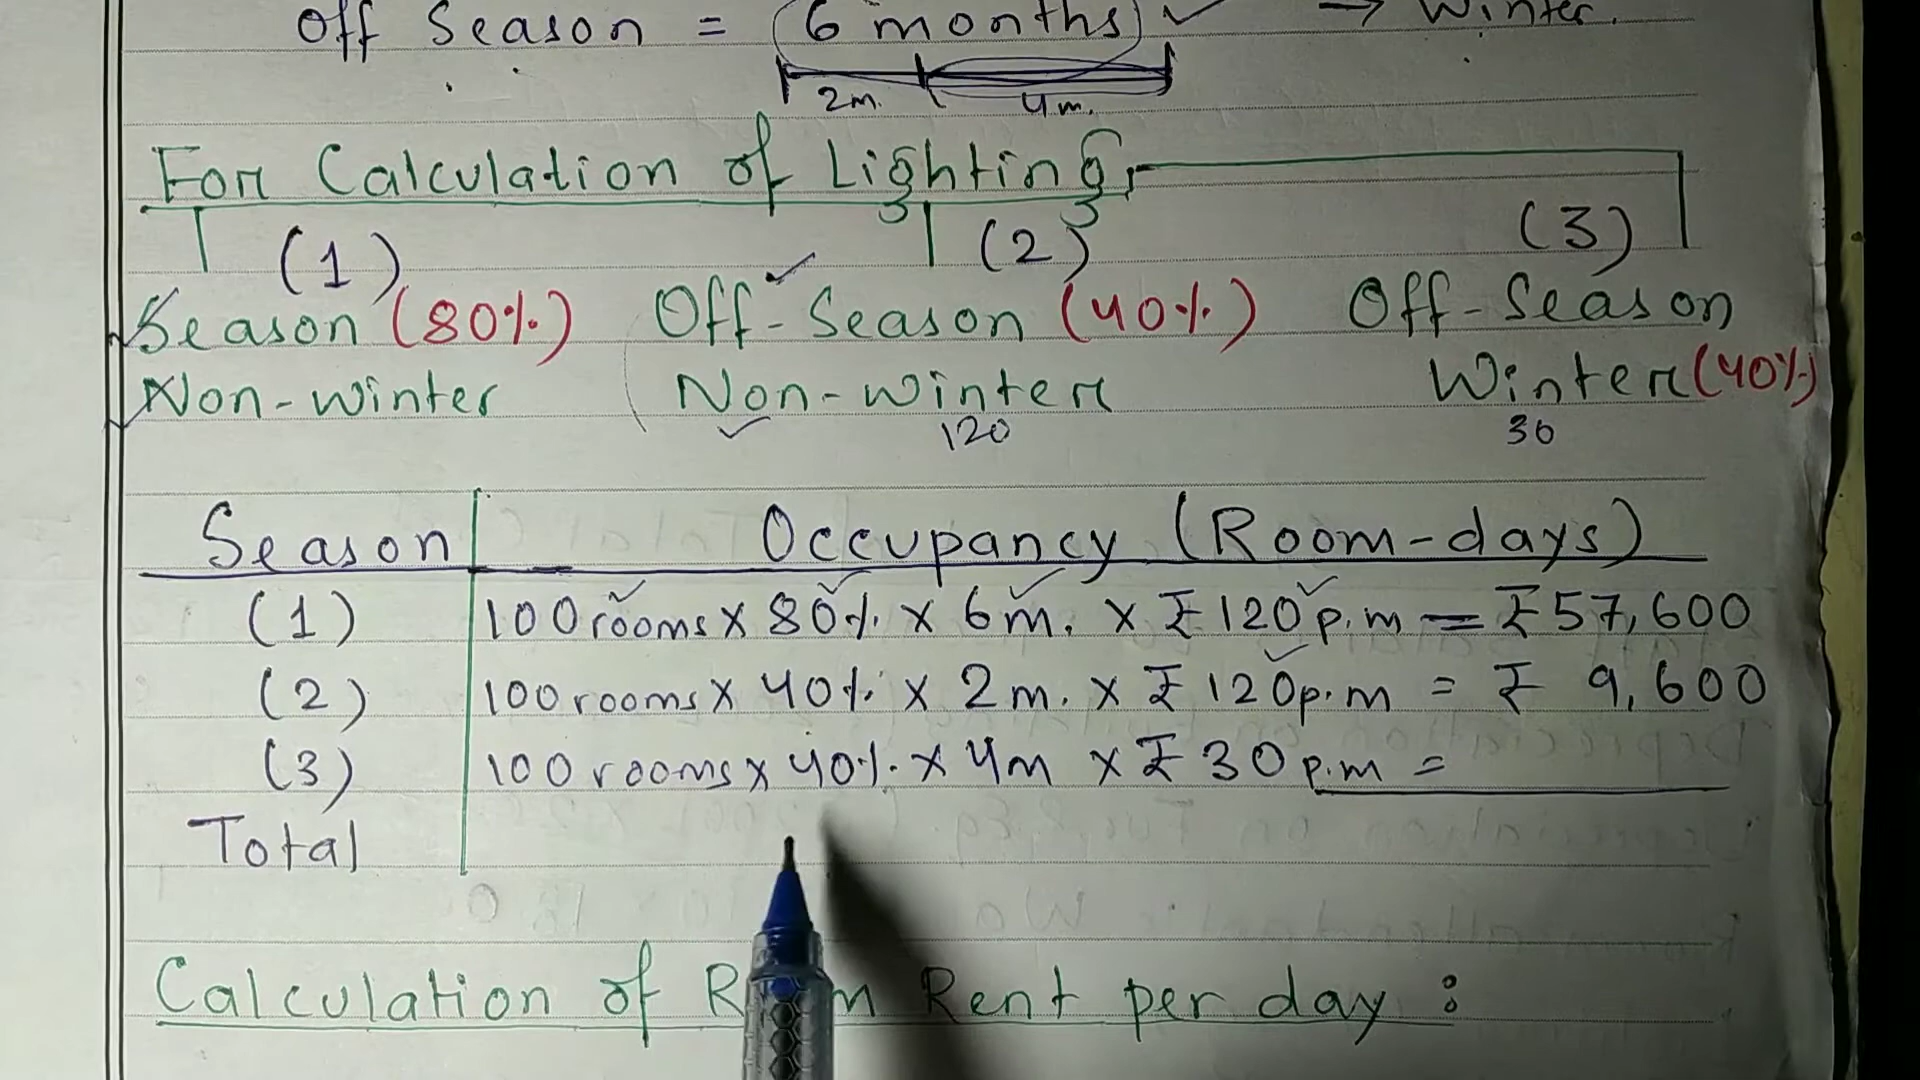 Off Season = 6 months → Winter.
2m. 4m.
For Calculation of Lighting
(1) (2) (3)
Season (80%) Off-Season (40%) Off-Season
Non-winter Non-winter Winter (40%)
120 30
Season Occupancy (Room-days)
(1) 100 rooms x 80% x 6m. x ₹120 p.m = ₹57,600
(2) 100 rooms x 40% x 2m. x ₹120 p.m = ₹ 9,600
(3) 100 rooms x 40% x 4m x ₹30 p.m =
Total
Calculation of Rent per day :